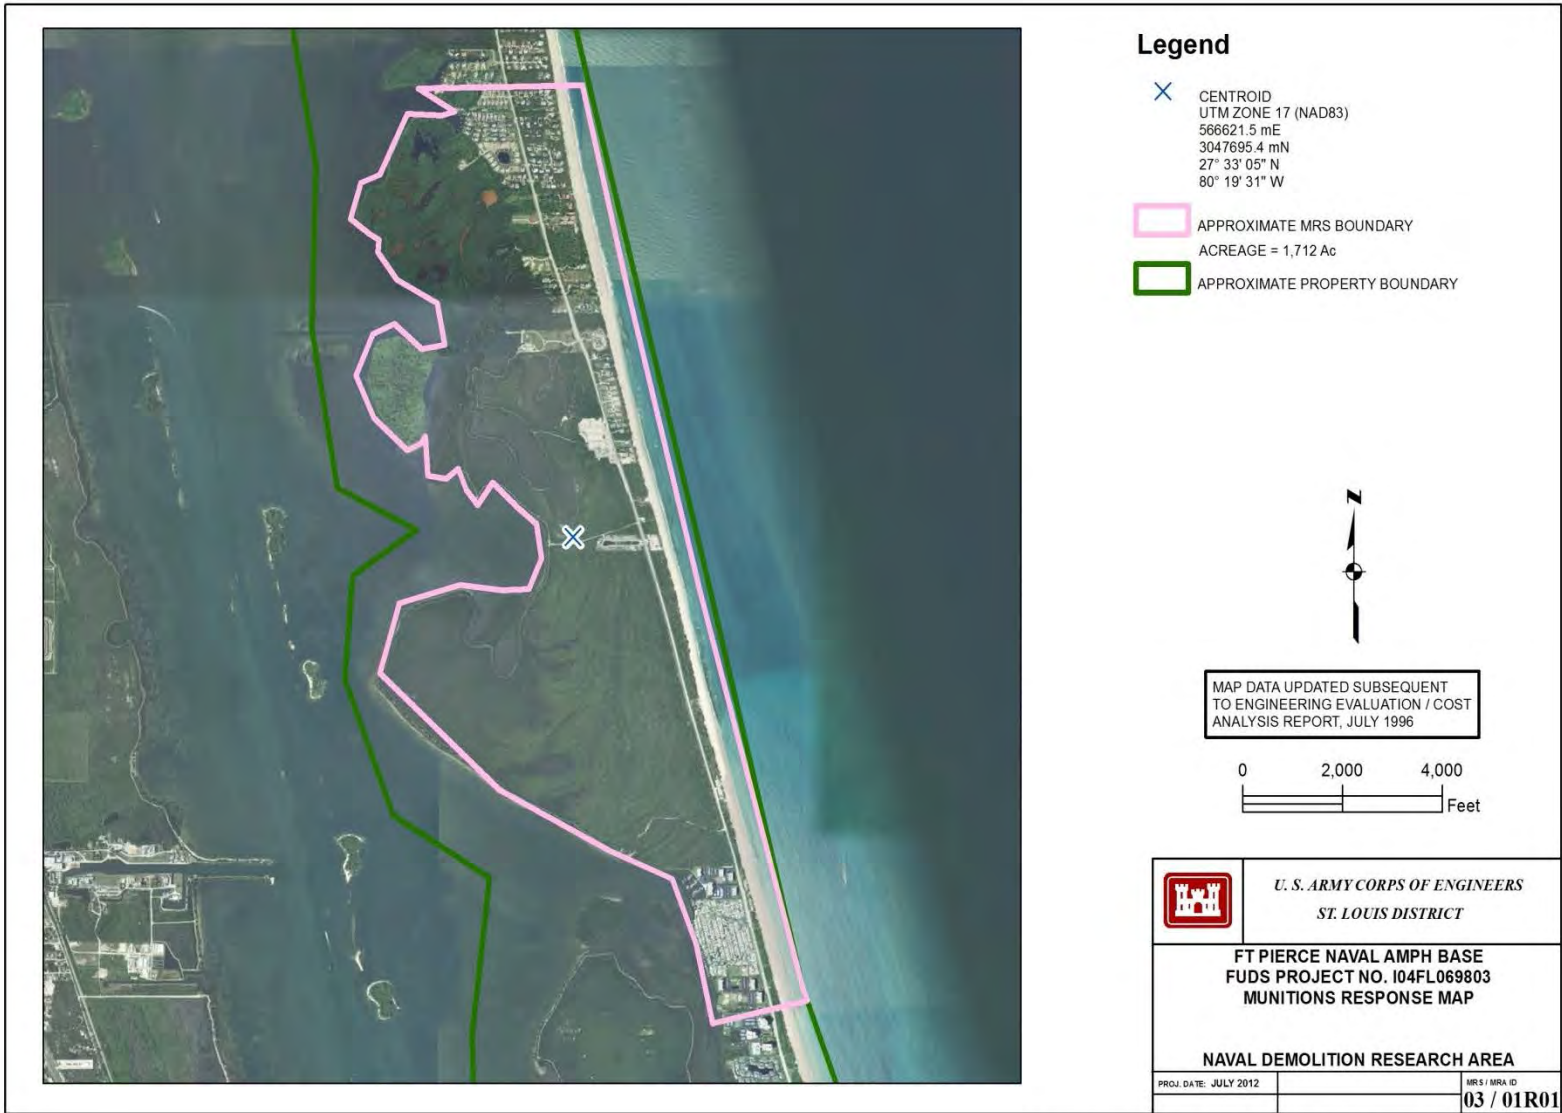 Legend
CENTROID
UTM ZONE 17 (NAD83)
566621.5 mE
3047695.4 mN
27° 33' 05" N
80° 19' 31" W
APPROXIMATE MRS BOUNDARY
ACREAGE = 1,712 Ac
APPROXIMATE PROPERTY BOUNDARY
N
MAP DATA UPDATED SUBSEQUENT
TO ENGINEERING EVALUATION / COST
ANALYSIS REPORT, JULY 1996
0 2,000 4,000
Feet
U. S. ARMY CORPS OF ENGINEERS
ST. LOUIS DISTRICT
FT PIERCE NAVAL AMPH BASE
FUDS PROJECT NO. I04FL069803
MUNITIONS RESPONSE MAP
NAVAL DEMOLITION RESEARCH AREA
PROJ. DATE: JULY 2012
MRS / MRA ID
03 / 01R01